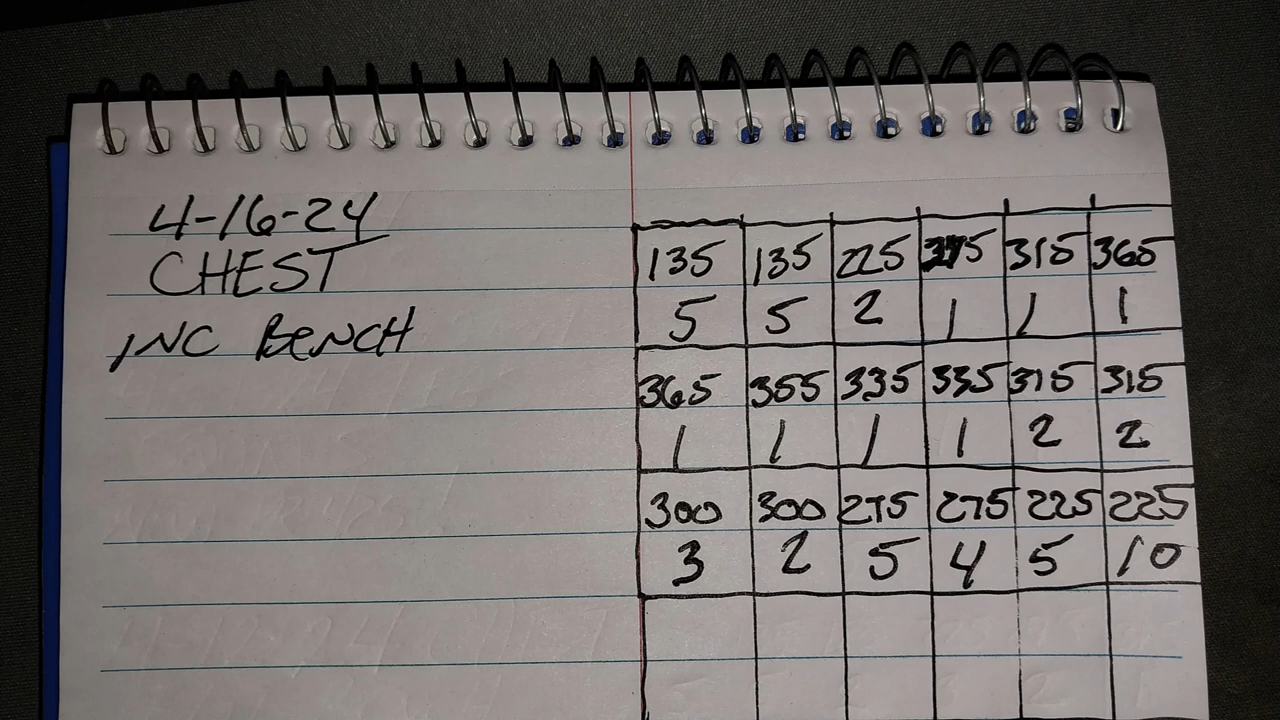 4-16-24
CHEST
INC BENCH
135 135 225 315 365
5 5 2 1 1 1
365 355 335 335 315 315
1 1 1 1 2 2
300 300 275 275 225 225
3 2 5 4 5 10